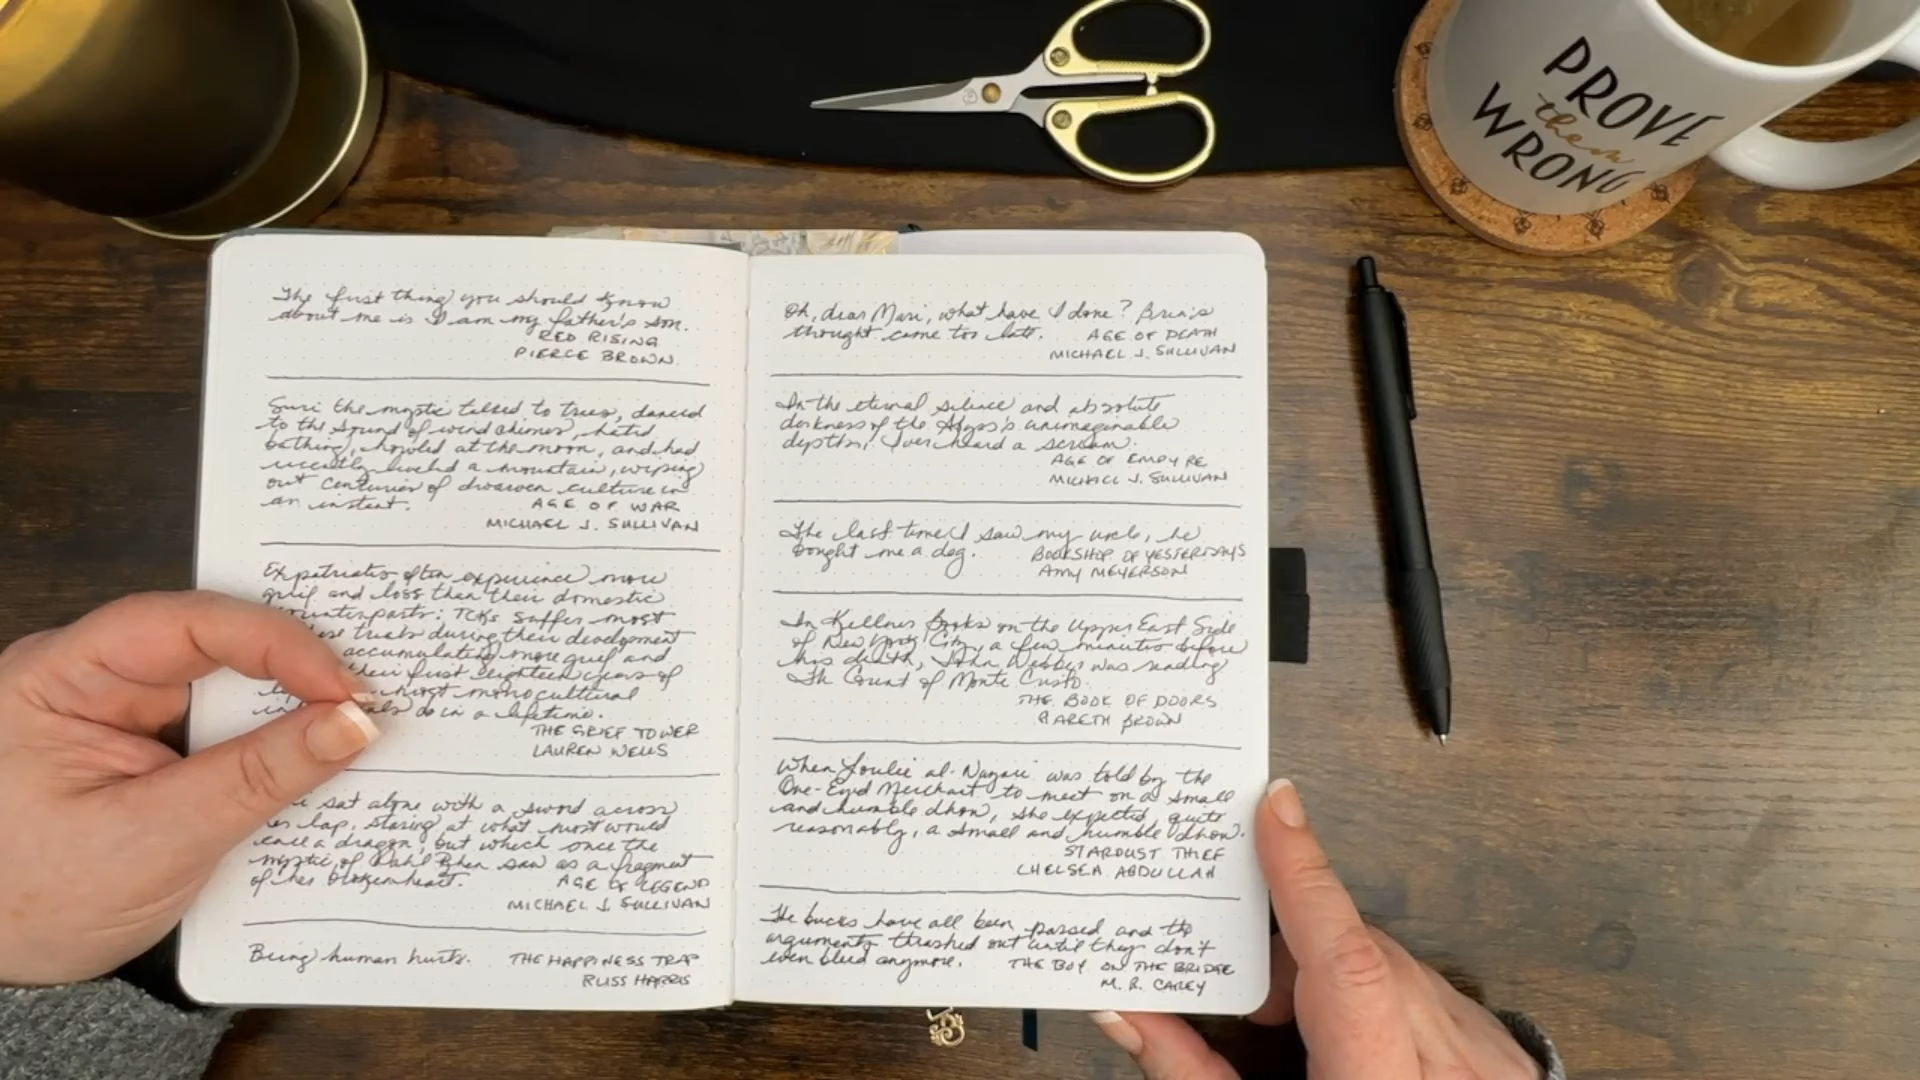 PROVE
them
WRONG
The first thing you should know
about me is I am my father's son.
RED RISING
PIERCE BROWN
Suri the mystic talked to trees, danced
to the sound of wind chimes, hated
bathing, howled at the moon, and had
recently leveled a mountain, wiping
out centuries of dwarven culture in
an instant. AGE OF WAR
MICHAEL J. SULLIVAN
Expatriates often experience more
grief and loss than their domestic
counterparts: TCKs suffer most
these trials during their development
accumulating more grief and
their first eighteen years of
most monocultural
do in a lifetime.
THE GRIEF TOWER
LAUREN WELLS
sat alone with a sword across
her lap, staring at what most would
call a dragon, but which once the
mystic of Dahl Rhen saw as a fragment
of her broken heart. AGE OF LEGEND
MICHAEL J. SULLIVAN
Being human hurts. THE HAPPINESS TRAP
RUSS HARRIS
Oh, dear Mari, what have I done? Brin's
thought came too late. AGE OF DEATH
MICHAEL J. SULLIVAN
In the eternal silence and absolute
darkness of the Abyss's unimaginable
depths, I overheard a scream.
AGE OF EMPYRE
MICHAEL J. SULLIVAN
The last time I saw my uncle, he
bought me a dog. BOOKSHOP OF YESTERDAYS
AMY MEYERSON
In Kellner Books on the Upper East Side
of New York City, a few minutes before
his death, John Webber was reading
The Count of Monte Cristo.
THE BOOK OF DOORS
GARETH BROWN
When Loulie al-Nazari was told by the
One-Eyed Merchant to meet on a small
and humble dhow, she expected, quite
reasonably, a small and humble dhow.
STARDUST THIEF
CHELSEA ABDULLAH
The bucks have all been passed and the
arguments thrashed out until they don't
even bleed anymore. THE BOY ON THE BRIDGE
M. R. CAREY